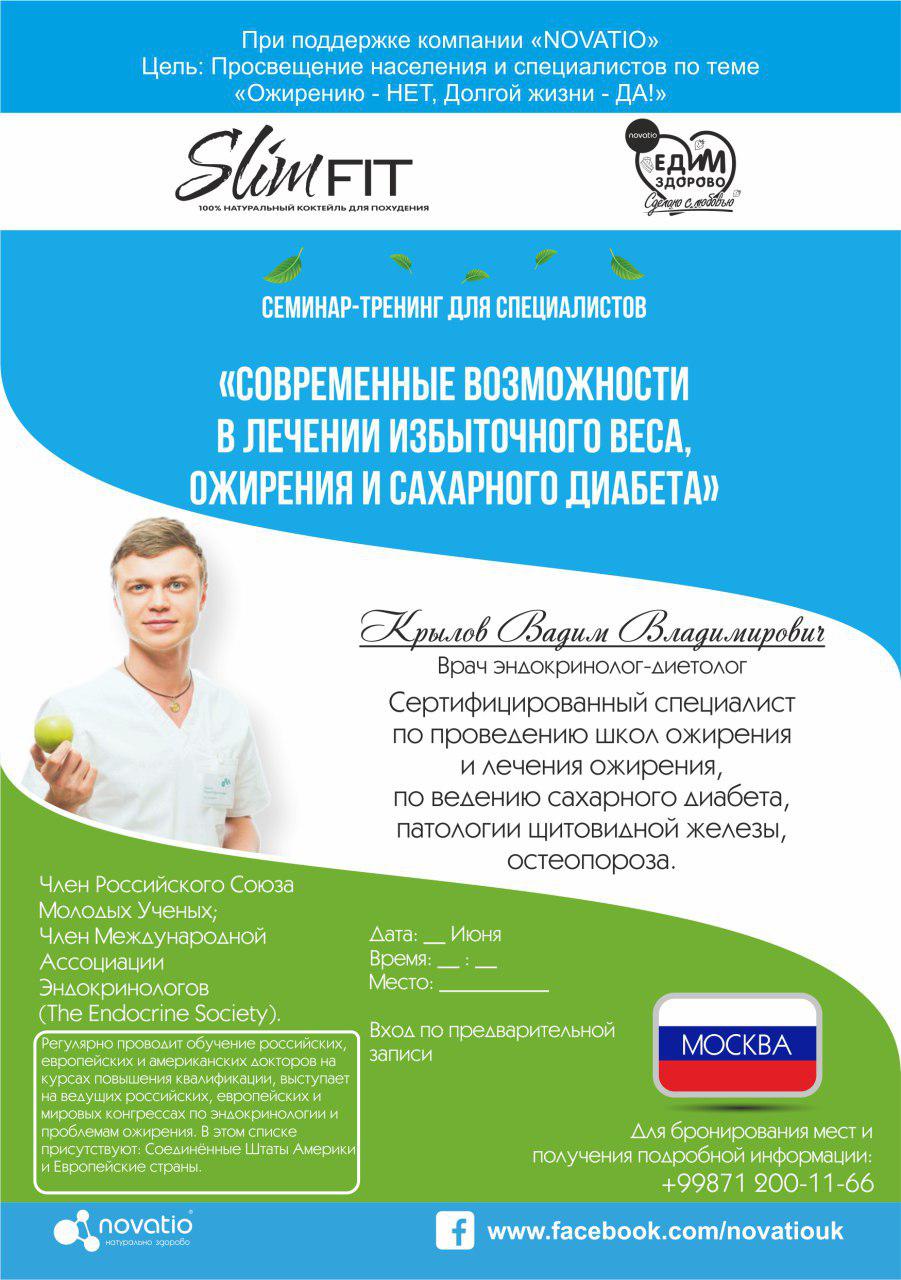 При поддержке компании «NOVATIO»
Цель: Просвещение населения и специалистов по теме
«Ожирению - НЕТ, Долгой жизни - ДА!»
Slim FIT
100% НАТУРАЛЬНЫЙ КОКТЕЙЛЬ ДЛЯ ПОХУДЕНИЯ
novatio
ЕДИМ
ЗДОРОВО
Сделано с любовью
СЕМИНАР-ТРЕНИНГ ДЛЯ СПЕЦИАЛИСТОВ
«СОВРЕМЕННЫЕ ВОЗМОЖНОСТИ
В ЛЕЧЕНИИ ИЗБЫТОЧНОГО ВЕСА,
ОЖИРЕНИЯ И САХАРНОГО ДИАБЕТА»
Крылов Вадим Владимирович
Врач эндокринолог-диетолог
Сертифицированный специалист
по проведению школ ожирения
и лечения ожирения,
по ведению сахарного диабета,
патологии щитовидной железы,
остеопороза.
Член Российского Союза
Молодых Ученых;
Член Международной
Ассоциации
Эндокринологов
(The Endocrine Society).
Регулярно проводит обучение российских,
европейских и американских докторов на
курсах повышения квалификации, выступает
на ведущих российских, европейских и
мировых конгрессах по эндокринологии и
проблемам ожирения. В этом списке
присутствуют: Соединённые Штаты Америки
и Европейские страны.
Дата: __ Июня
Время: __ : __
Место: __________
Вход по предварительной
записи
МОСКВА
Для бронирования мест и
получения подробной информации:
+99871 200-11-66
novatio®
натурально здорово
www.facebook.com/novatiouk